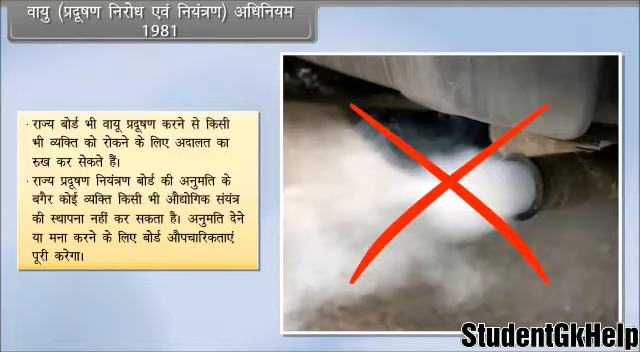 वायु (प्रदूषण निरोध एवं नियंत्रण) अधिनियम
1981
· राज्य बोर्ड भी वायू प्रदूषण करने से किसी
भी व्यक्ति को रोकने के लिए अदालत का
रुख कर सकते हैं।
· राज्य प्रदूषण नियंत्रण बोर्ड की अनुमति के
बगैर कोई व्यक्ति किसी भी औद्योगिक संयंत्र
की स्थापना नहीं कर सकता है। अनुमति देने
या मना करने के लिए बोर्ड औपचारिकताएं
पूरी करेगा।
StudentGkHelp